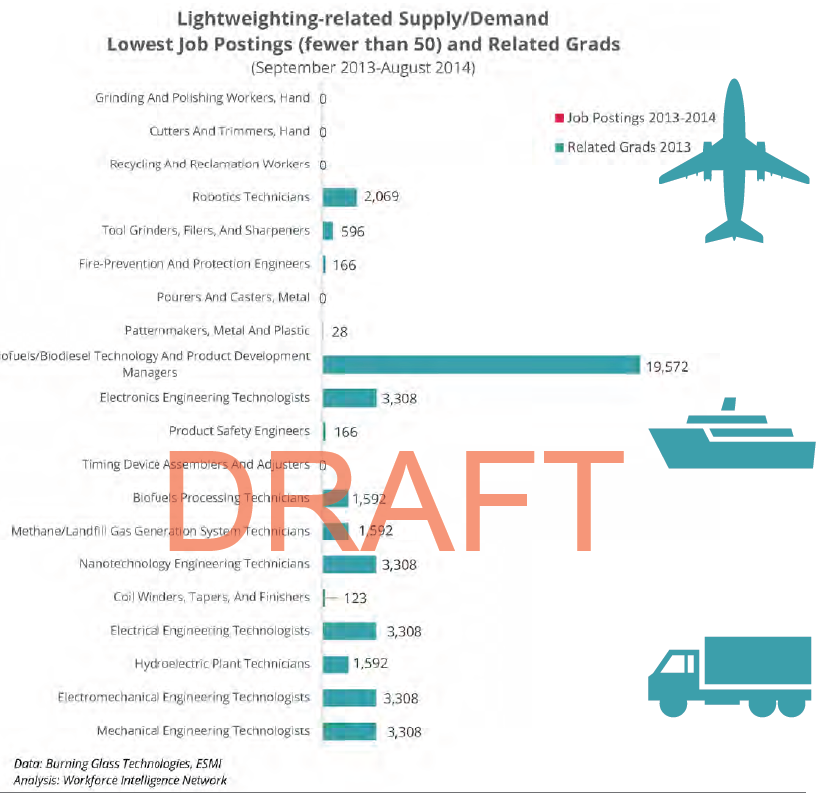 Lightweighting-related Supply/Demand
Lowest Job Postings (fewer than 50) and Related Grads
(September 2013-August 2014)
Job Postings 2013-2014
Related Grads 2013
Grinding And Polishing Workers, Hand 0
Cutters And Trimmers, Hand 0
Recycling And Reclamation Workers 0
Robotics Technicians 2,069
Tool Grinders, Filers, And Sharpeners 596
Fire-Prevention And Protection Engineers 166
Pourers And Casters, Metal 0
Patternmakers, Metal And Plastic 28
ofuels/Biodiesel Technology And Product Development
Managers 19,572
Electronics Engineering Technologists 3,308
Product Safety Engineers 166
Timing Device Assemblers And Adjusters 0
Biofuels Processing Technicians 1,592
Methane/Landfill Gas Generation System Technicians 1,592
Nanotechnology Engineering Technicians 3,308
Coil Winders, Tapers, And Finishers 123
Electrical Engineering Technologists 3,308
Hydroelectric Plant Technicians 1,592
Electromechanical Engineering Technologists 3,308
Mechanical Engineering Technologists 3,308
DRAFT
Data: Burning Glass Technologies, ESMI
Analysis: Workforce Intelligence Network